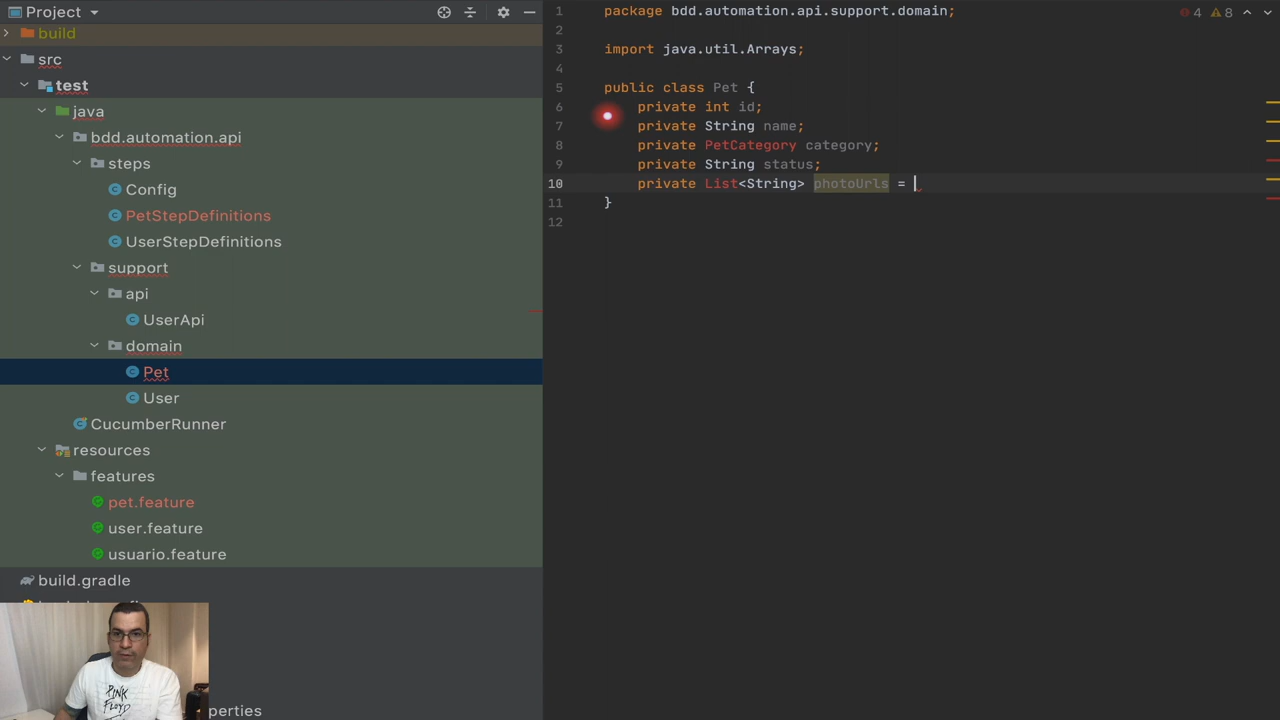 Project
build
src
test
java
bdd.automation.api
steps
Config
PetStepDefinitions
UserStepDefinitions
support
api
UserApi
domain
Pet
User
CucumberRunner
resources
features
pet.feature
user.feature
usuario.feature
build.gradle
perties
PINK
FLOYD
4 8
1 package bdd.automation.api.support.domain;
2
3 import java.util.Arrays;
4
5 public class Pet {
6 private int id;
7 private String name;
8 private PetCategory category;
9 private String status;
10 private List<String> photoUrls =
11 }
12